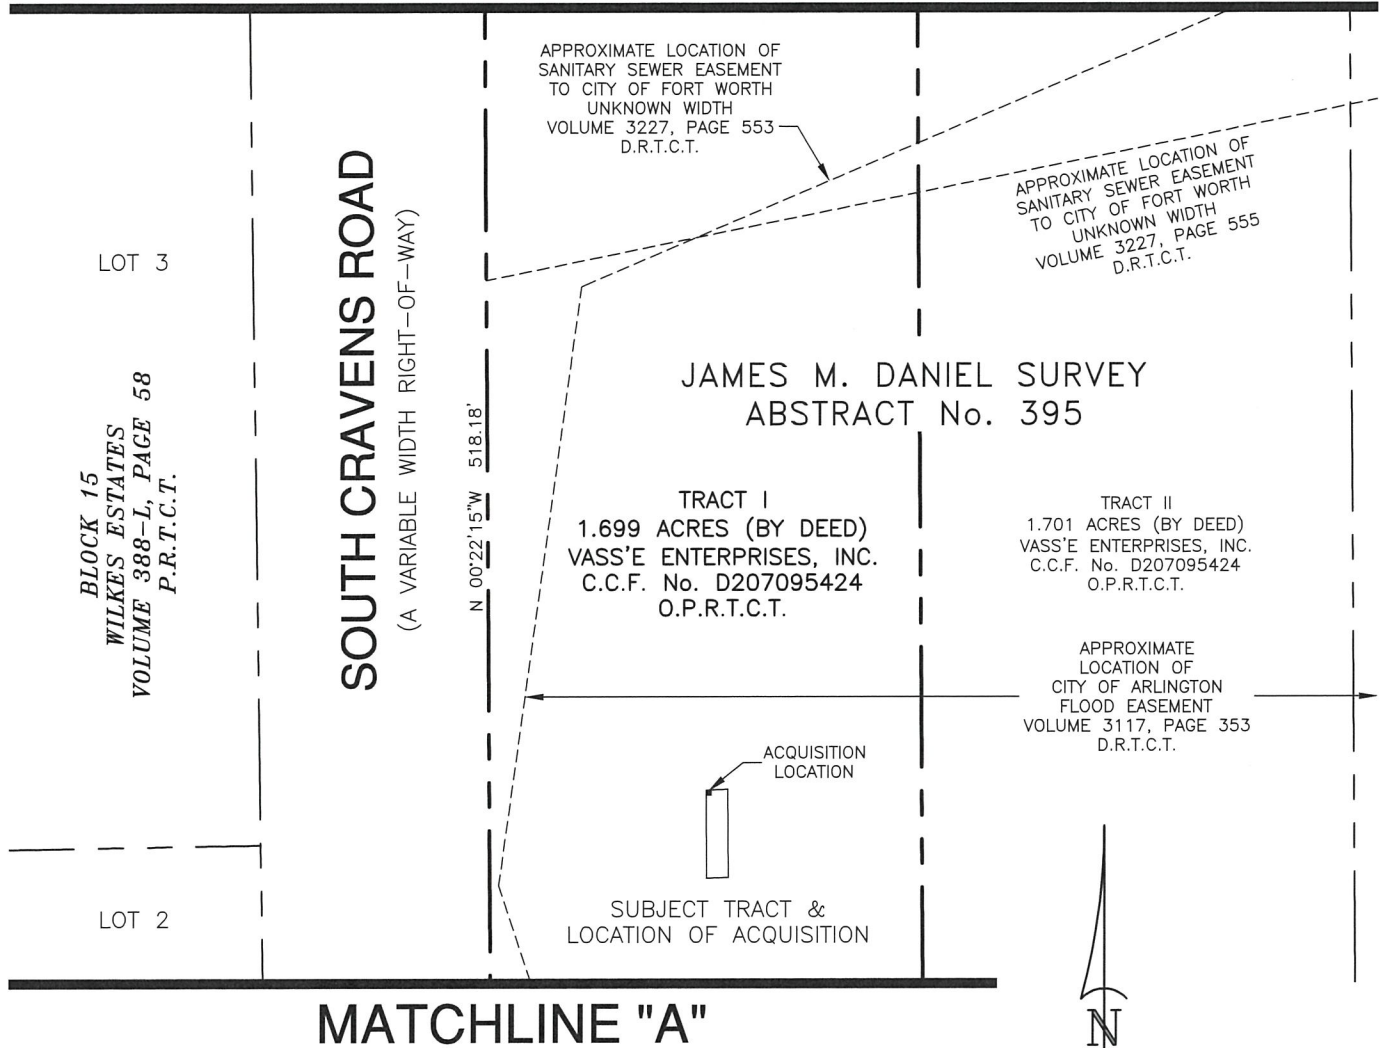 APPROXIMATE LOCATION OF
SANITARY SEWER EASEMENT
TO CITY OF FORT WORTH
UNKNOWN WIDTH
VOLUME 3227, PAGE 553
D.R.T.C.T.
APPROXIMATE LOCATION OF
SANITARY SEWER EASEMENT
TO CITY OF FORT WORTH
UNKNOWN WIDTH
VOLUME 3227, PAGE 555
D.R.T.C.T.
LOT 3
BLOCK 15
WILKES ESTATES
VOLUME 388-L, PAGE 58
P.R.T.C.T.
SOUTH CRAVENS ROAD
(A VARIABLE WIDTH RIGHT-OF-WAY)
N 00°22'15"W 518.18'
JAMES M. DANIEL SURVEY
ABSTRACT No. 395
TRACT I
1.699 ACRES (BY DEED)
VASS'E ENTERPRISES, INC.
C.C.F. No. D207095424
O.P.R.T.C.T.
TRACT II
1.701 ACRES (BY DEED)
VASS'E ENTERPRISES, INC.
C.C.F. No. D207095424
O.P.R.T.C.T.
APPROXIMATE
LOCATION OF
CITY OF ARLINGTON
FLOOD EASEMENT
VOLUME 3117, PAGE 353
D.R.T.C.T.
ACQUISITION
LOCATION
LOT 2
SUBJECT TRACT &
LOCATION OF ACQUISITION
MATCHLINE "A"
N